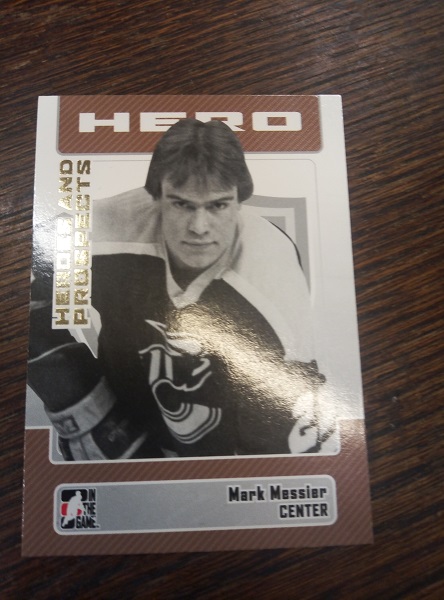 HERO
HEROES AND
PROSPECTS
IN
THE
GAME
Mark Messier
CENTER